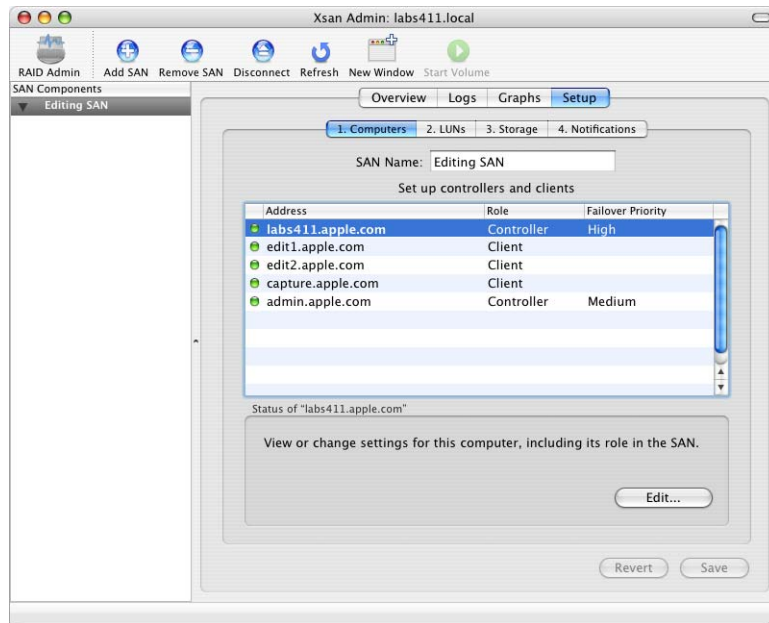 Xsan Admin: labs411.local
RAID Admin Add SAN Remove SAN Disconnect Refresh New Window Start Volume
SAN Components
Editing SAN
Overview Logs Graphs Setup
1. Computers 2. LUNs 3. Storage 4. Notifications
SAN Name: Editing SAN
Set up controllers and clients
Address Role Failover Priority
labs411.apple.com Controller High
edit1.apple.com Client
edit2.apple.com Client
capture.apple.com Client
admin.apple.com Controller Medium
Status of "labs411.apple.com"
View or change settings for this computer, including its role in the SAN.
Edit...
Revert Save